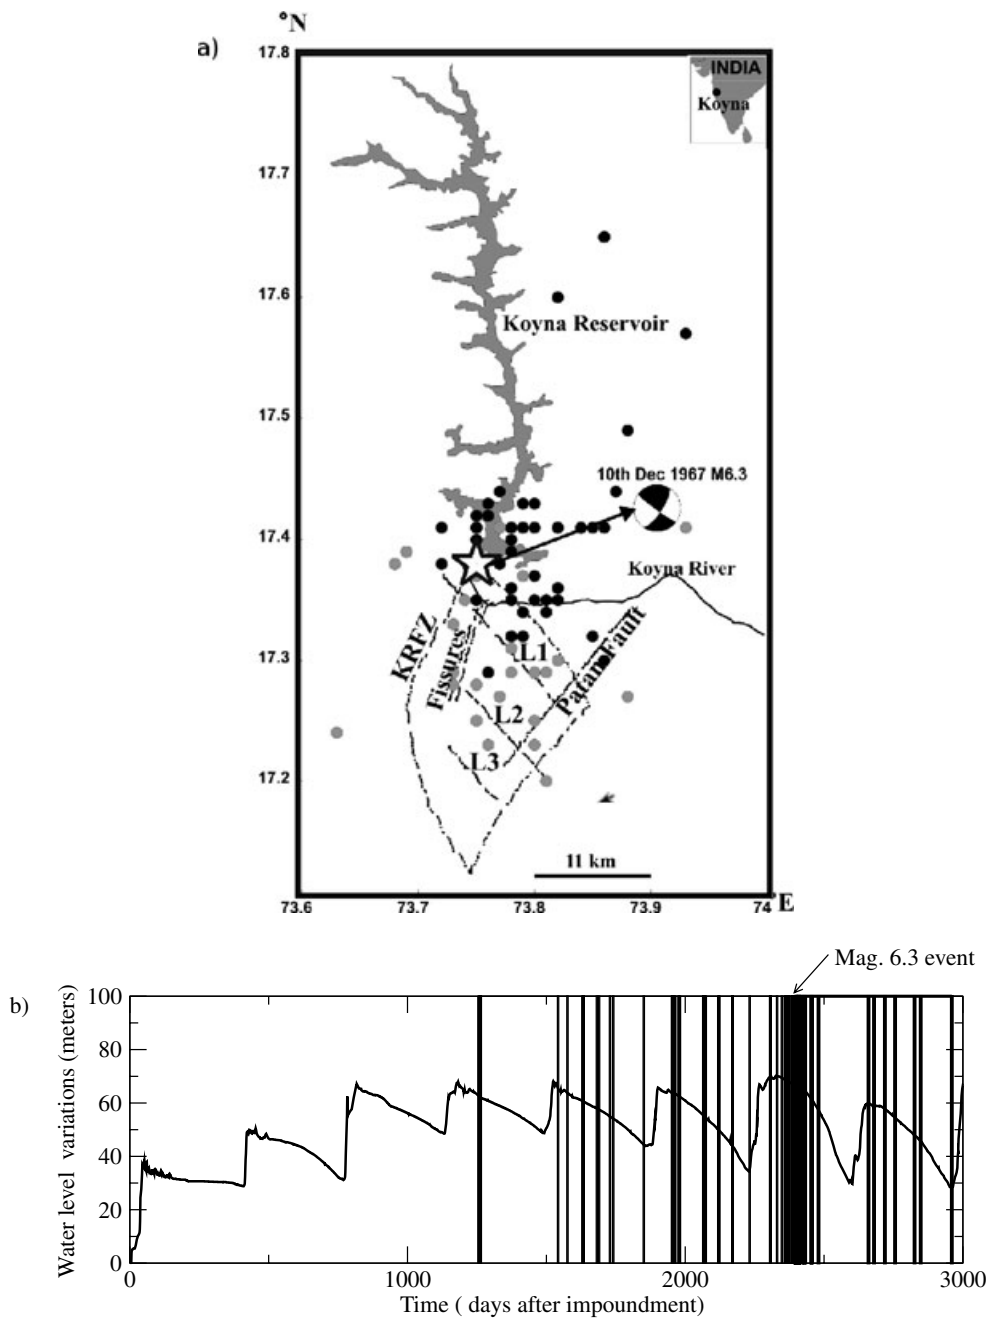 °N
a)
17.8
INDIA
Koyna
17.7
17.6
Koyna Reservoir
17.5
10th Dec 1967 M6.3
17.4
Koyna River
KRFZ
Fissures
L1
Patan Fault
17.3
L2
L3
17.2
11 km
73.6 73.7 73.8 73.9 74 E
Mag. 6.3 event
b)
Water level variations (meters)
100
80
60
40
20
0
0 1000 2000 3000
Time ( days after impoundment)